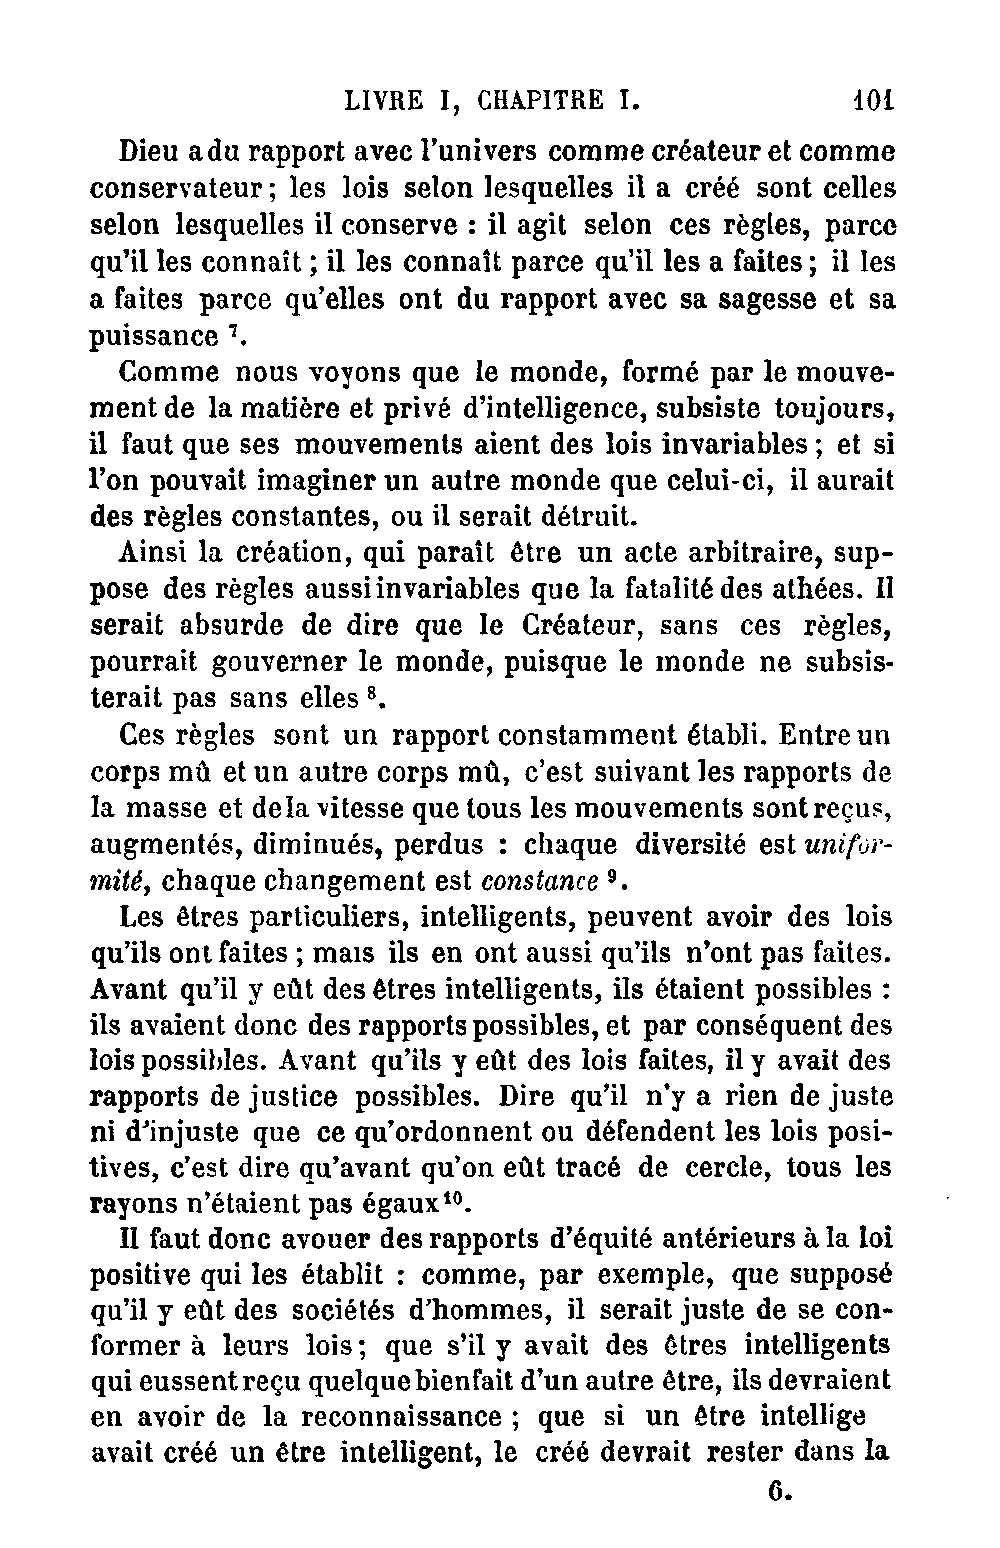 LIVRE I, CHAPITRE I. 101
Dieu a du rapport avec l'univers comme créateur et comme
conservateur; les lois selon lesquelles il a créé sont celles
selon lesquelles il conserve : il agit selon ces règles, parce
qu'il les connaît ; il les connaît parce qu'il les a faites ; il les
a faites parce qu'elles ont du rapport avec sa sagesse et sa
puissance ⁷.
Comme nous voyons que le monde, formé par le mouve-
ment de la matière et privé d'intelligence, subsiste toujours,
il faut que ses mouvements aient des lois invariables ; et si
l'on pouvait imaginer un autre monde que celui-ci, il aurait
des règles constantes, ou il serait détruit.
Ainsi la création, qui paraît être un acte arbitraire, sup-
pose des règles aussi invariables que la fatalité des athées. Il
serait absurde de dire que le Créateur, sans ces règles,
pourrait gouverner le monde, puisque le monde ne subsis-
terait pas sans elles ⁸.
Ces règles sont un rapport constamment établi. Entre un
corps mû et un autre corps mû, c'est suivant les rapports de
la masse et de la vitesse que tous les mouvements sont reçus,
augmentés, diminués, perdus : chaque diversité est unifor-
mité, chaque changement est constance ⁹.
Les êtres particuliers, intelligents, peuvent avoir des lois
qu'ils ont faites ; mais ils en ont aussi qu'ils n'ont pas faites.
Avant qu'il y eût des êtres intelligents, ils étaient possibles :
ils avaient donc des rapports possibles, et par conséquent des
lois possibles. Avant qu'ils y eût des lois faites, il y avait des
rapports de justice possibles. Dire qu'il n'y a rien de juste
ni d'injuste que ce qu'ordonnent ou défendent les lois posi-
tives, c'est dire qu'avant qu'on eût tracé de cercle, tous les
rayons n'étaient pas égaux¹⁰.
Il faut donc avouer des rapports d'équité antérieurs à la loi
positive qui les établit : comme, par exemple, que supposé
qu'il y eût des sociétés d'hommes, il serait juste de se con-
former à leurs lois ; que s'il y avait des êtres intelligents
qui eussent reçu quelque bienfait d'un autre être, ils devraient
en avoir de la reconnaissance ; que si un être intellige
avait créé un être intelligent, le créé devrait rester dans la
6.